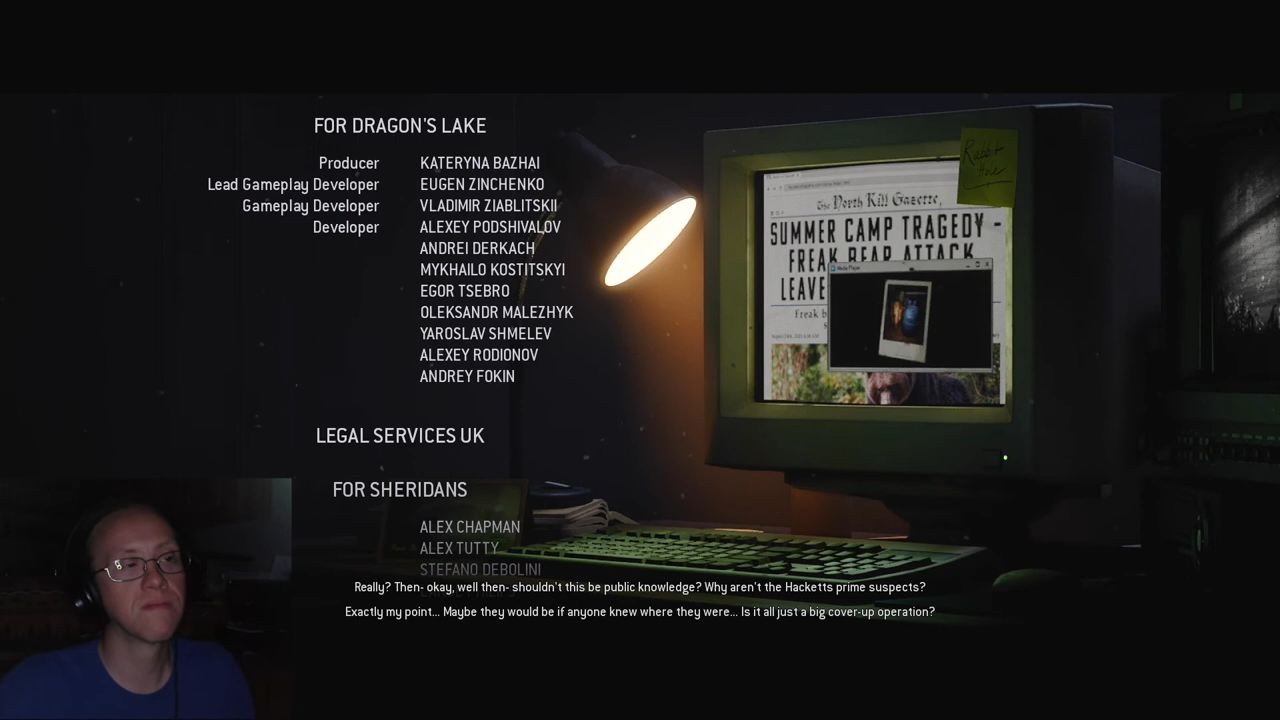 FOR DRAGON'S LAKE
Producer KATERYNA BAZHAI
Lead Gameplay Developer EUGEN ZINCHENKO
Gameplay Developer VLADIMIR ZIABLITSKII
Developer ALEXEY PODSHIVALOV
ANDREI DERKACH
MYKHAILO KOSTITSKYI
EGOR TSEBRO
OLEKSANDR MALEZHYK
YAROSLAV SHMELEV
ALEXEY RODIONOV
ANDREY FOKIN
LEGAL SERVICES UK
FOR SHERIDANS
ALEX CHAPMAN
ALEX TUTTY
STEFANO DEBOLINI
Really? Then- okay, well then- shouldn't this be public knowledge? Why aren't the Hacketts prime suspects?
Exactly my point... Maybe they would be if anyone knew where they were... Is it all just a big cover-up operation?
Rabbit
Hole
The North Kill Gazette,
SUMMER CAMP TRAGEDY -
FREAK BEAR ATTACK
LEAVE
Media Player
Freak b